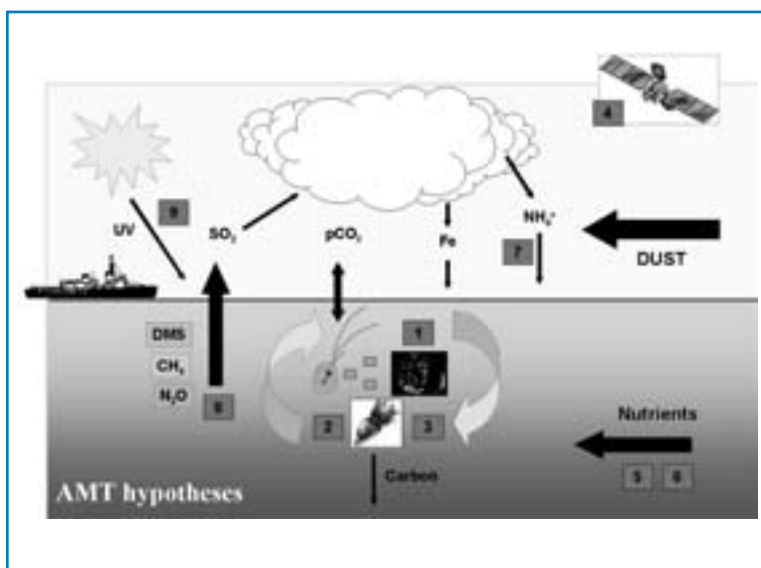 4
9
UV
SO₂
pCO₂
Fe
NH₄⁺
7
DUST
DMS
CH₄
N₂O
8
1
2
3
Nutrients
5 6
Carbon
AMT hypotheses